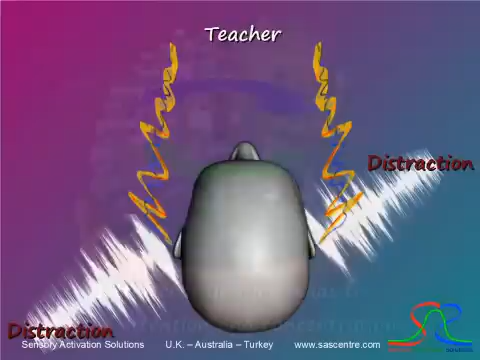 Teacher
Distraction
Distraction
Sensory Activation Solutions U.K. – Australia – Turkey www.sascentre.com